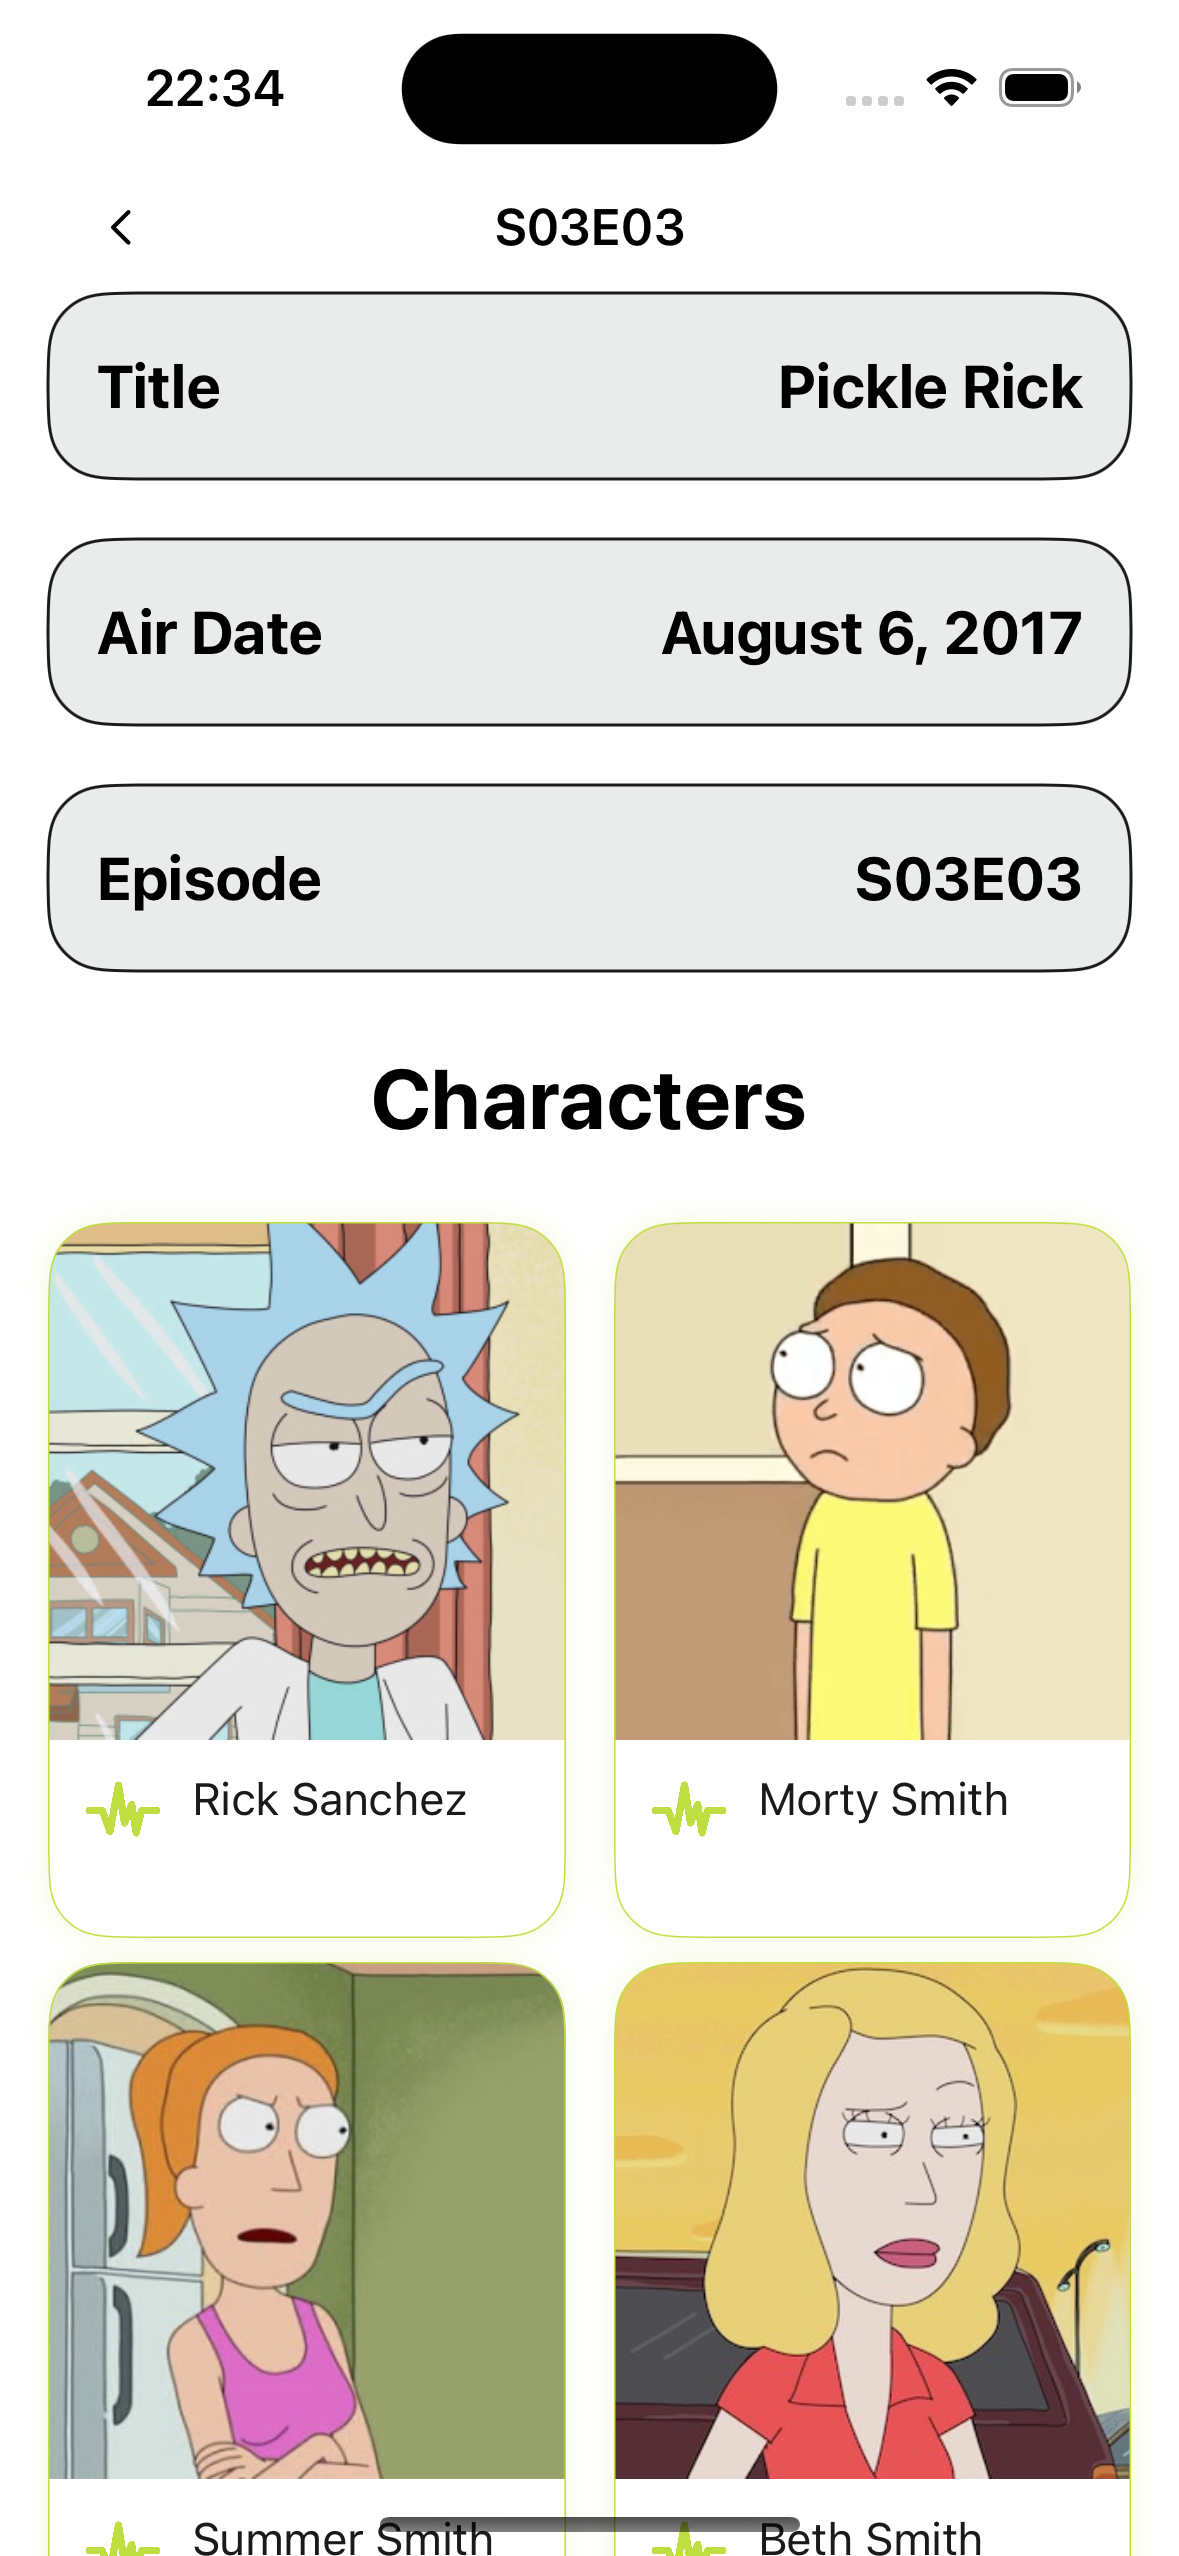 22:34
S03E03
Title Pickle Rick
Air Date August 6, 2017
Episode S03E03
Characters
Rick Sanchez Morty Smith
Summer Smith Beth Smith